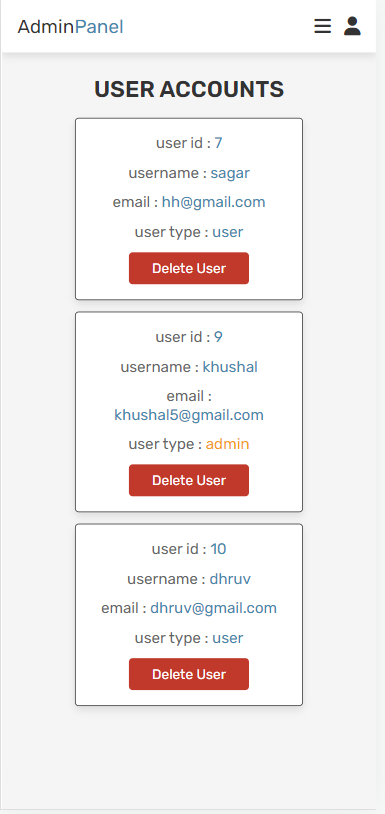 AdminPanel
USER ACCOUNTS
user id : 7
username : sagar
email : hh@gmail.com
user type : user
Delete User
user id : 9
username : khushal
email :
khushal5@gmail.com
user type : admin
Delete User
user id : 10
username : dhruv
email : dhruv@gmail.com
user type : user
Delete User